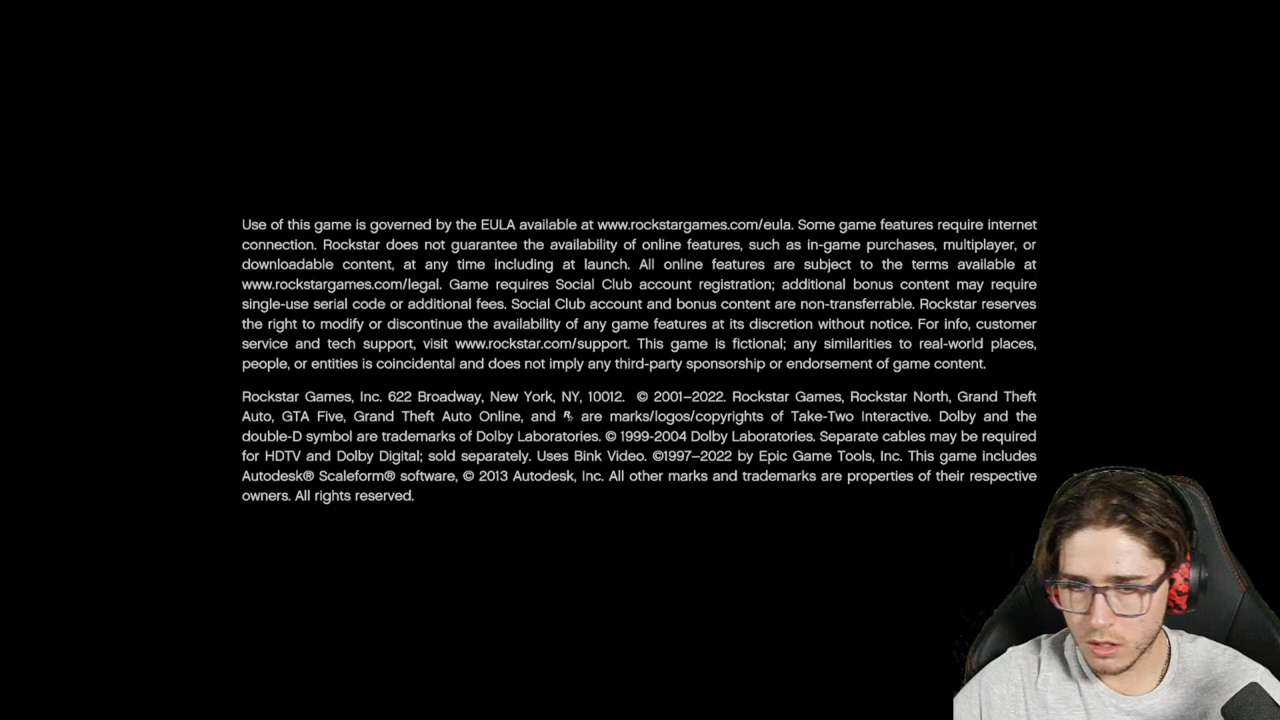 Use of this game is governed by the EULA available at www.rockstargames.com/eula. Some game features require internet
connection. Rockstar does not guarantee the availability of online features, such as in-game purchases, multiplayer, or
downloadable content, at any time including at launch. All online features are subject to the terms available at
www.rockstargames.com/legal. Game requires Social Club account registration; additional bonus content may require
single-use serial code or additional fees. Social Club account and bonus content are non-transferrable. Rockstar reserves
the right to modify or discontinue the availability of any game features at its discretion without notice. For info, customer
service and tech support, visit www.rockstar.com/support. This game is fictional; any similarities to real-world places,
people, or entities is coincidental and does not imply any third-party sponsorship or endorsement of game content.
Rockstar Games, Inc. 622 Broadway, New York, NY, 10012. © 2001–2022. Rockstar Games, Rockstar North, Grand Theft
Auto, GTA Five, Grand Theft Auto Online, and R* are marks/logos/copyrights of Take-Two Interactive. Dolby and the
double-D symbol are trademarks of Dolby Laboratories. © 1999-2004 Dolby Laboratories. Separate cables may be required
for HDTV and Dolby Digital; sold separately. Uses Bink Video. ©1997–2022 by Epic Game Tools, Inc. This game includes
Autodesk® Scaleform® software, © 2013 Autodesk, Inc. All other marks and trademarks are properties of their respective
owners. All rights reserved.